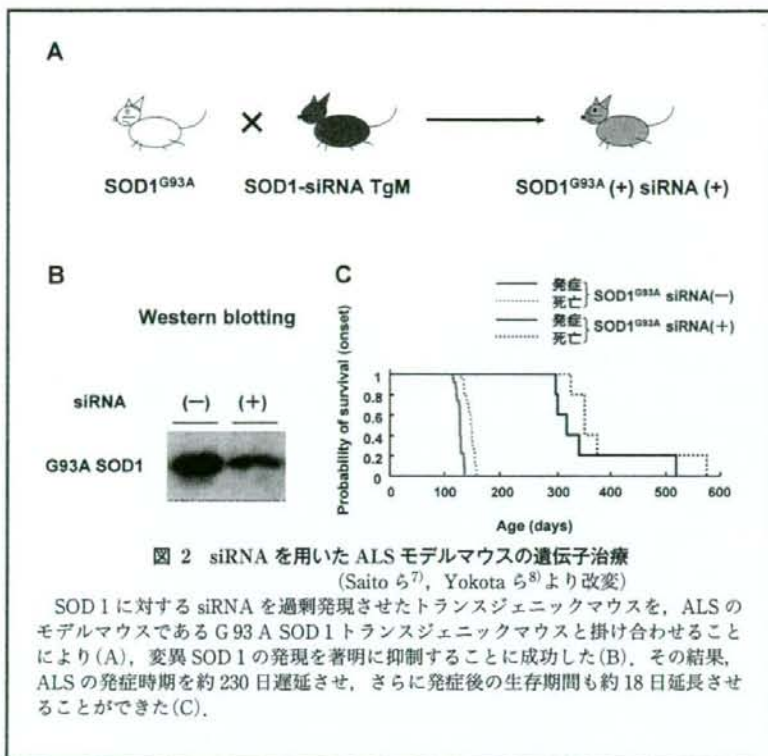 A
×
SOD1G93A SOD1-siRNA TgM SOD1G93A (+) siRNA (+)
B
Western blotting
siRNA (−) (+)
G93A SOD1
C
発症
死亡
SOD1G93A siRNA(−)
発症
死亡
SOD1G93A siRNA(+)
Probability of survival (onset)
1
0.8
0.6
0.4
0.2
0
0 100 200 300 400 500 600
Age (days)
図 2 siRNA を用いた ALS モデルマウスの遺伝子治療
(Saito ら7), Yokota ら8)より改変)
SOD 1 に対する siRNA を過剰発現させたトランスジェニックマウスを，ALS の
モデルマウスである G 93 A SOD 1 トランスジェニックマウスと掛け合わせること
により(A)，変異 SOD 1 の発現を著明に抑制することに成功した(B)．その結果，
ALS の発症時期を約 230 日遅延させ，さらに発症後の生存期間も約 18 日延長させ
ることができた(C)．